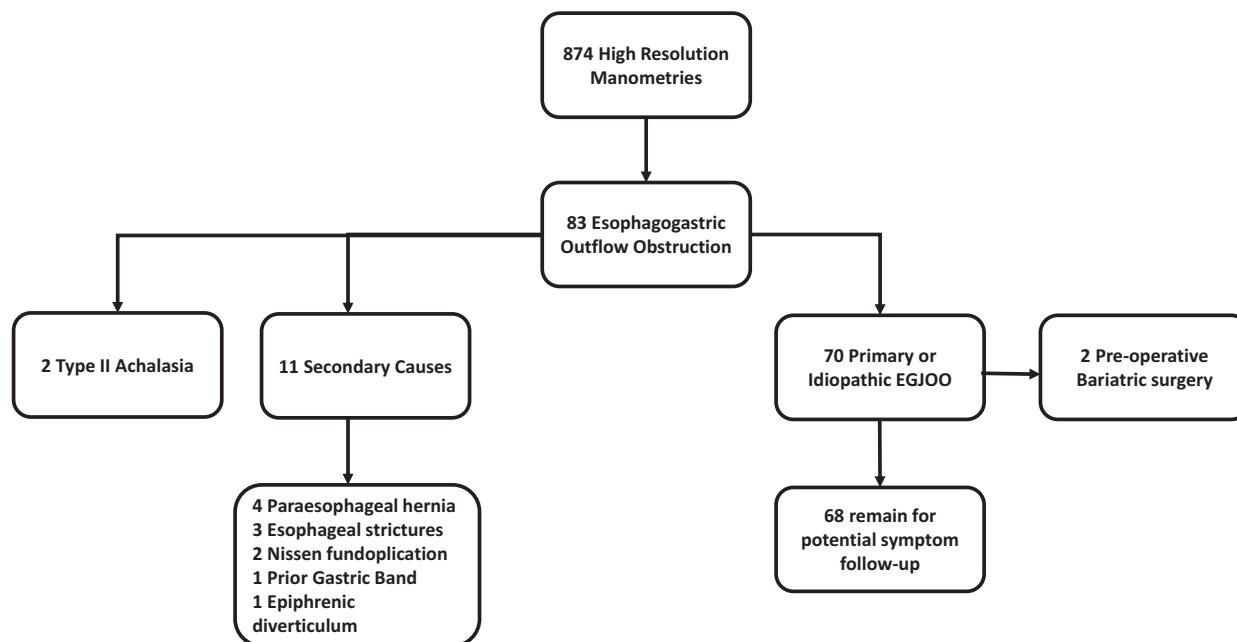 874 High Resolution
Manometries
83 Esophagogastric
Outflow Obstruction
2 Type II Achalasia
11 Secondary Causes
70 Primary or
Idiopathic EGJOO
2 Pre-operative
Bariatric surgery
4 Paraesophageal hernia
3 Esophageal strictures
2 Nissen fundoplication
1 Prior Gastric Band
1 Epiphrenic
diverticulum
68 remain for
potential symptom
follow-up